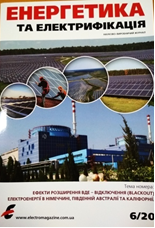 ЕНЕРГЕТИКА
ТА ЕЛЕКТРИФІКАЦІЯ
Тема номера:
ЕФЕКТИ РОЗШИРЕННЯ ВДЕ – ВІДКЛЮЧЕННЯ (BLACKOUT)
ЕЛЕКТРОЕНЕРГІЇ В НІМЕЧЧИНІ, ПІВДЕННІЙ АВСТРАЛІЇ ТА КАЛІФОРНІЇ
www.electromagazine.com.ua
6/20